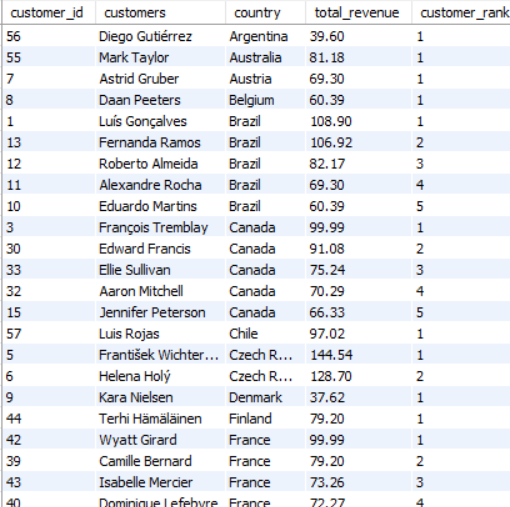 customer_id customers country total_revenue customer_rank
56 Diego Gutiérrez Argentina 39.60 1
55 Mark Taylor Australia 81.18 1
7 Astrid Gruber Austria 69.30 1
8 Daan Peeters Belgium 60.39 1
1 Luís Gonçalves Brazil 108.90 1
13 Fernanda Ramos Brazil 106.92 2
12 Roberto Almeida Brazil 82.17 3
11 Alexandre Rocha Brazil 69.30 4
10 Eduardo Martins Brazil 60.39 5
3 François Tremblay Canada 99.99 1
30 Edward Francis Canada 91.08 2
33 Ellie Sullivan Canada 75.24 3
32 Aaron Mitchell Canada 70.29 4
15 Jennifer Peterson Canada 66.33 5
57 Luis Rojas Chile 97.02 1
5 František Wichter... Czech R... 144.54 1
6 Helena Holý Czech R... 128.70 2
9 Kara Nielsen Denmark 37.62 1
44 Terhi Hämäläinen Finland 79.20 1
42 Wyatt Girard France 99.99 1
39 Camille Bernard France 79.20 2
43 Isabelle Mercier France 73.26 3
40 Dominique Lefebvre France 72.27 4